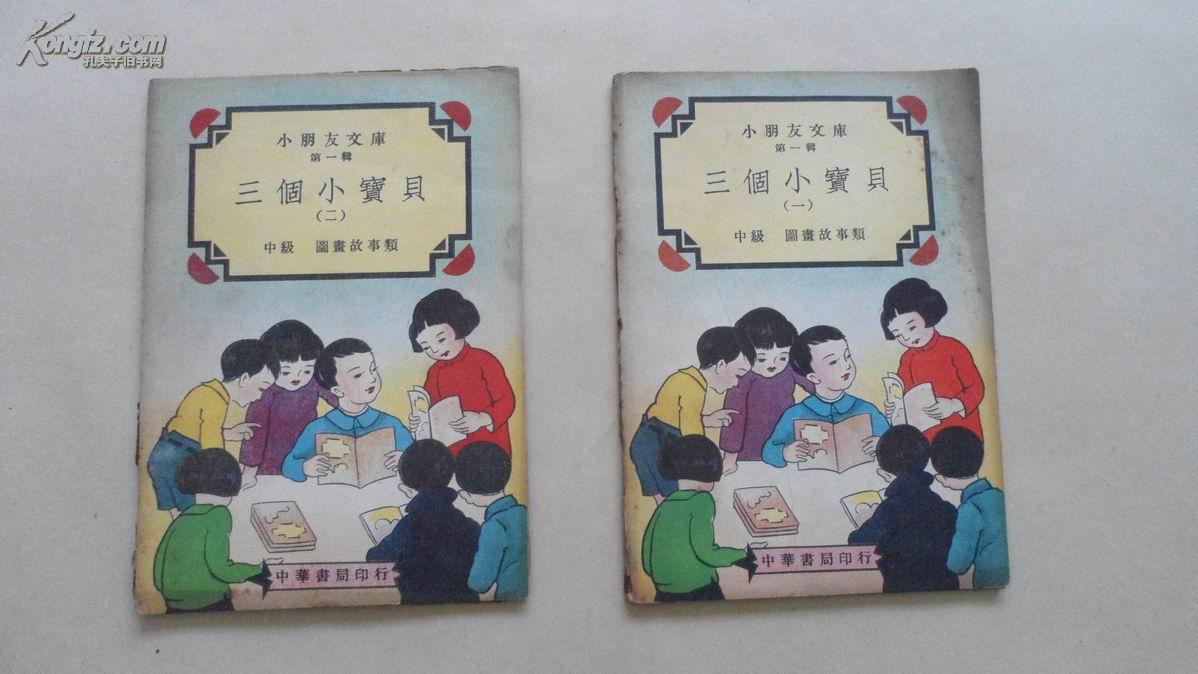 Kongfz.com
孔夫子旧书网
小朋友文庫
第一輯
三個小寶貝
(二)
中級 圖畫故事類
中華書局印行
小朋友文庫
第一輯
三個小寶貝
(一)
中級 圖畫故事類
中華書局印行